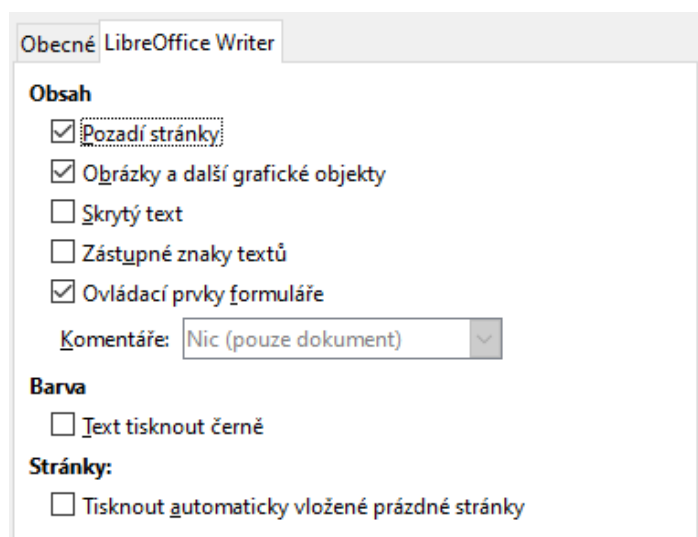 Obecné LibreOffice Writer
Obsah
Pozadí stránky
Obrázky a další grafické objekty
Skrytý text
Zástupné znaky textů
Ovládací prvky formuláře
Komentáře: Nic (pouze dokument)
Barva
Text tisknout černě
Stránky:
Tisknout automaticky vložené prázdné stránky